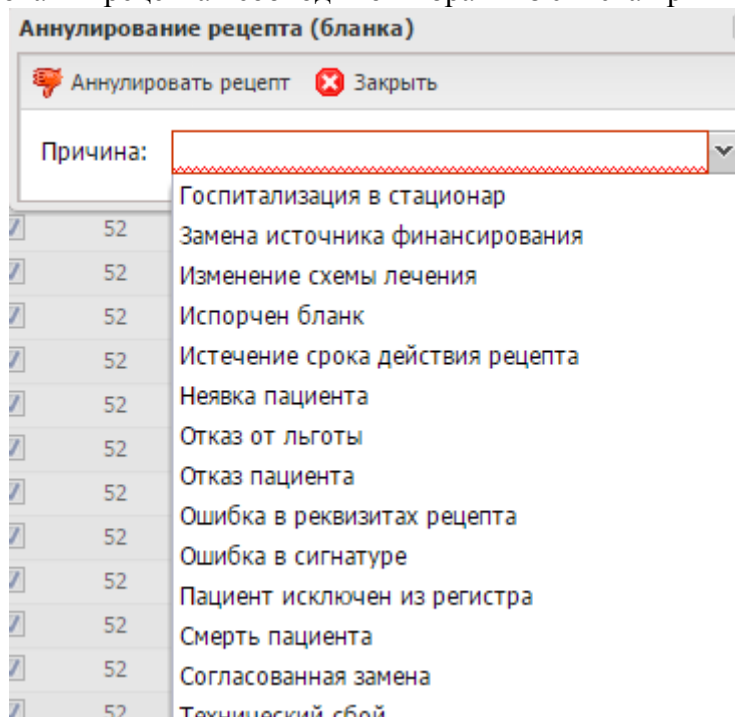 Аннулирование рецепта (бланка)
Аннулировать рецепт Закрыть
Причина:
Госпитализация в стационар
52 Замена источника финансирования
52 Изменение схемы лечения
52 Испорчен бланк
52 Истечение срока действия рецепта
52 Неявка пациента
52 Отказ от льготы
52 Отказ пациента
52 Ошибка в реквизитах рецепта
52 Ошибка в сигнатуре
52 Пациент исключен из регистра
52 Смерть пациента
52 Согласованная замена
52 Технический сбой